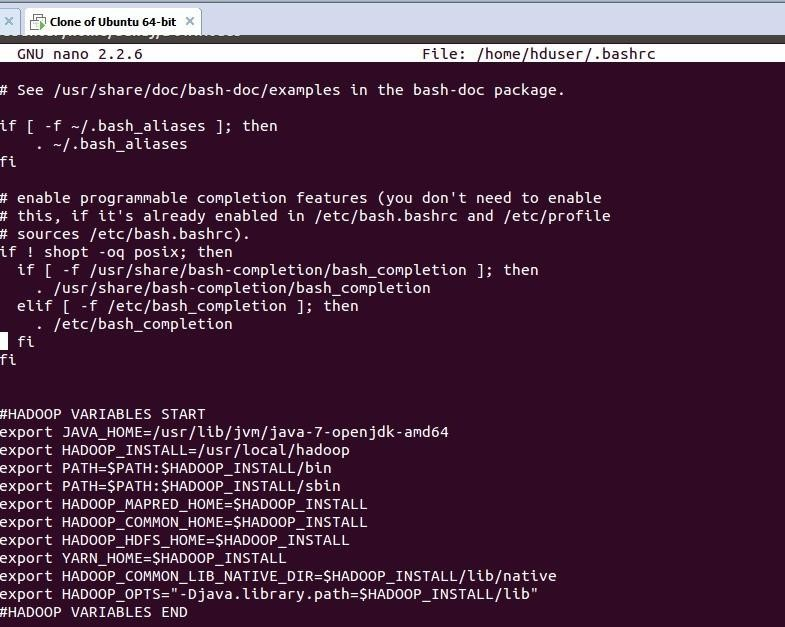 Clone of Ubuntu 64-bit
GNU nano 2.2.6 File: /home/hduser/.bashrc
# See /usr/share/doc/bash-doc/examples in the bash-doc package.
if [ -f ~/.bash_aliases ]; then
    . ~/.bash_aliases
fi
# enable programmable completion features (you don't need to enable
# this, if it's already enabled in /etc/bash.bashrc and /etc/profile
# sources /etc/bash.bashrc).
if ! shopt -oq posix; then
  if [ -f /usr/share/bash-completion/bash_completion ]; then
    . /usr/share/bash-completion/bash_completion
  elif [ -f /etc/bash_completion ]; then
    . /etc/bash_completion
  fi
fi
#HADOOP VARIABLES START
export JAVA_HOME=/usr/lib/jvm/java-7-openjdk-amd64
export HADOOP_INSTALL=/usr/local/hadoop
export PATH=$PATH:$HADOOP_INSTALL/bin
export PATH=$PATH:$HADOOP_INSTALL/sbin
export HADOOP_MAPRED_HOME=$HADOOP_INSTALL
export HADOOP_COMMON_HOME=$HADOOP_INSTALL
export HADOOP_HDFS_HOME=$HADOOP_INSTALL
export YARN_HOME=$HADOOP_INSTALL
export HADOOP_COMMON_LIB_NATIVE_DIR=$HADOOP_INSTALL/lib/native
export HADOOP_OPTS="-Djava.library.path=$HADOOP_INSTALL/lib"
#HADOOP VARIABLES END